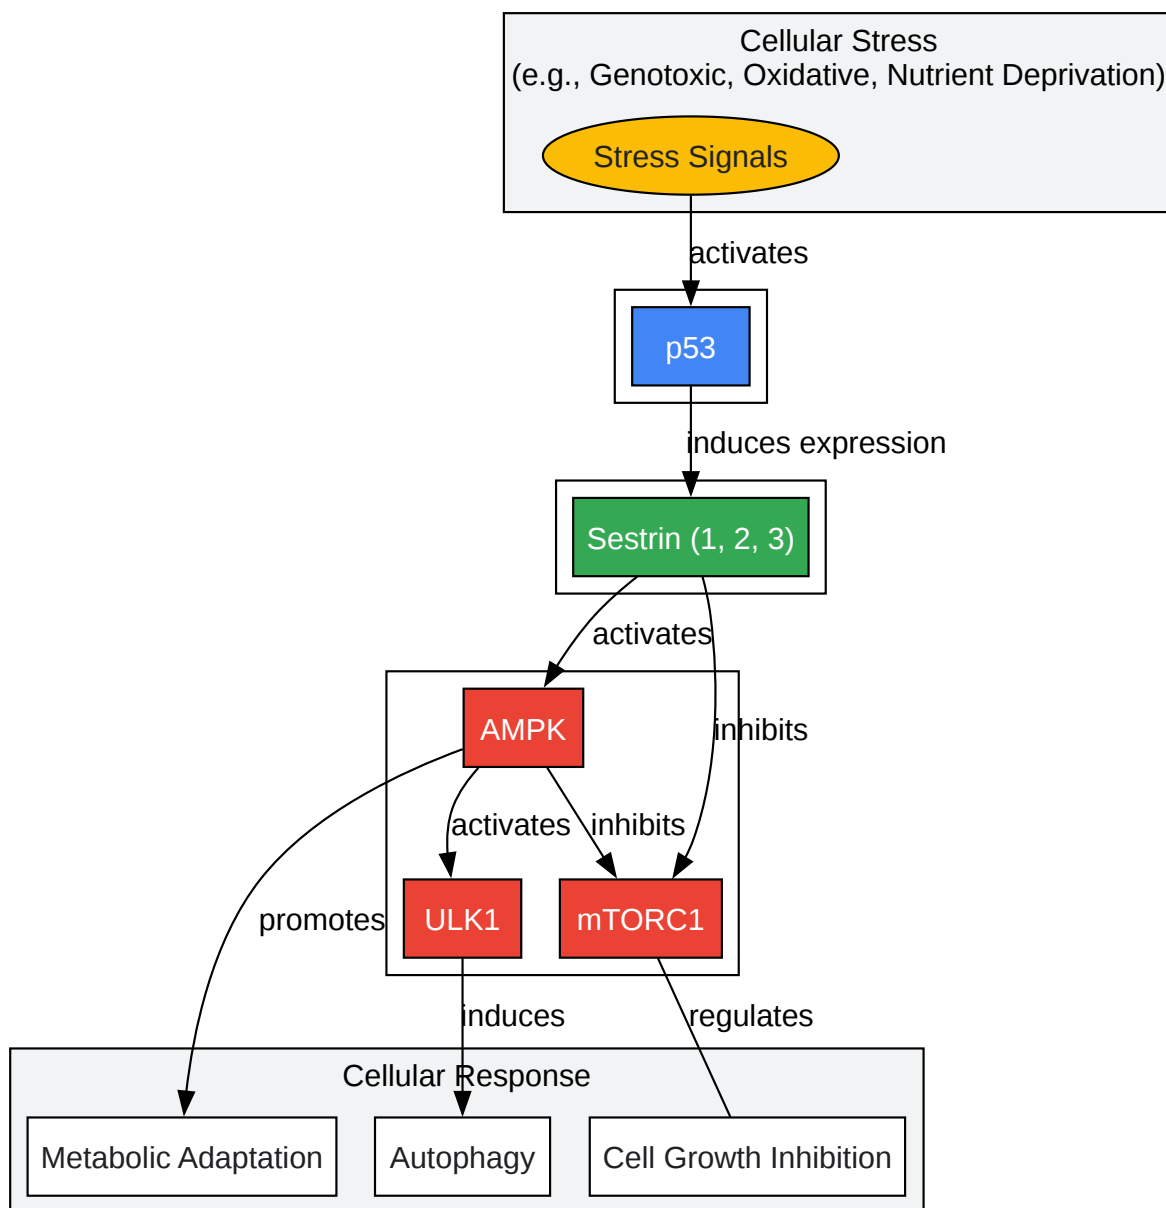 Cellular Stress
(e.g., Genotoxic, Oxidative, Nutrient Deprivation)
Stress Signals
activates
p53
induces expression
Sestrin (1, 2, 3)
activates
AMPK
inhibits
activates
inhibits
promotes
ULK1
mTORC1
induces
regulates
Cellular Response
Metabolic Adaptation
Autophagy
Cell Growth Inhibition